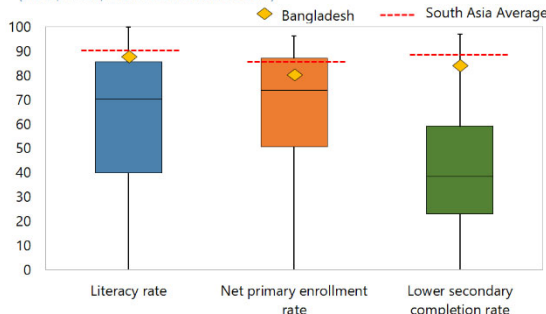 Bangladesh
South Asia Average
100
90
80
70
60
50
40
30
20
10
0
Literacy rate
Net primary enrollment
rate
Lower secondary
completion rate